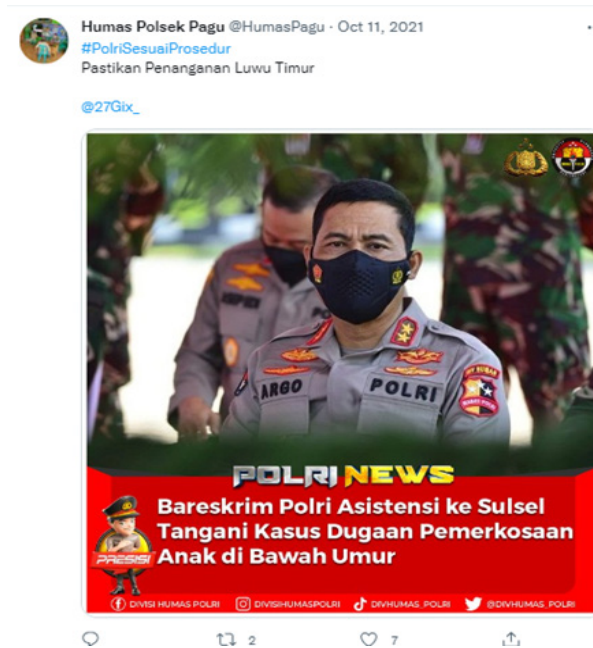 Humas Polsek Pagu @HumasPagu · Oct 11, 2021
#PolriSesuaiProsedur
Pastikan Penanganan Luwu Timur
@27Gix_
ARGO
POLRI
POLRI NEWS
Bareskrim Polri Asistensi ke Sulsel
Tangani Kasus Dugaan Pemerkosaan
Anak di Bawah Umur
PRESISI
DIVISI HUMAS POLRI DIVISIHUMASPOLRI DIVHUMAS_POLRI @DIVHUMAS_POLRI
2 7